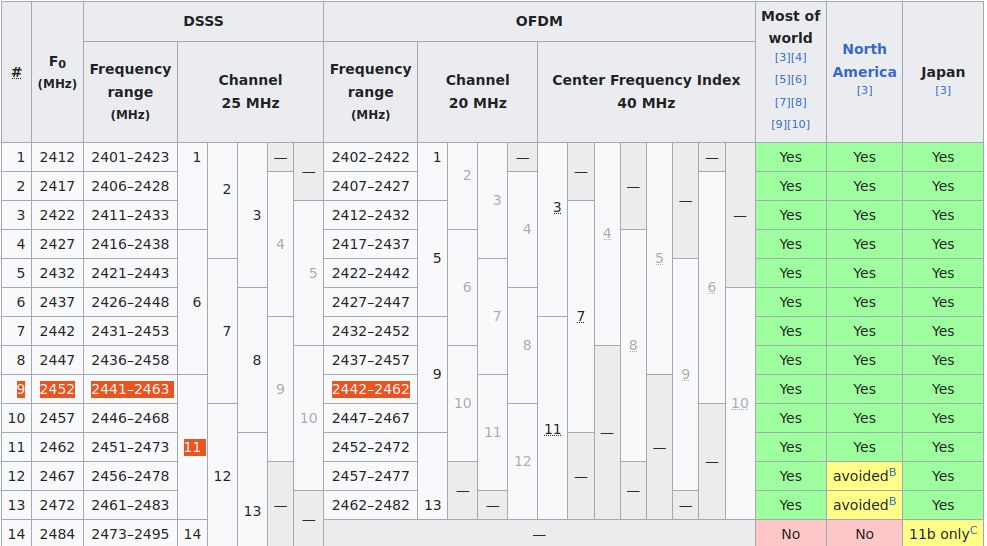 DSSS OFDM
# F0 (MHz) Frequency range (MHz) Channel 25 MHz Frequency range (MHz) Channel 20 MHz Center Frequency Index 40 MHz Most of world [3][4] [5][6] [7][8] [9][10] North America [3] Japan [3]
1 2412 2401–2423 1 — 2402–2422 1 — — Yes Yes Yes
2 2417 2406–2428 2 — 2407–2427 2 — — Yes Yes Yes
3 2422 2411–2433 3 2412–2432 3 3 — — Yes Yes Yes
4 2427 2416–2438 4 2417–2437 4 4 Yes Yes Yes
5 2432 2421–2443 5 2422–2442 5 5 Yes Yes Yes
6 2437 2426–2448 6 2427–2447 6 6 Yes Yes Yes
7 2442 2431–2453 7 2432–2452 7 7 Yes Yes Yes
8 2447 2436–2458 8 2437–2457 8 8 Yes Yes Yes
9 2452 2441–2463 9 2442–2462 9 9 Yes Yes Yes
10 2457 2446–2468 10 2447–2467 10 10 Yes Yes Yes
11 2462 2451–2473 11 2452–2472 11 11 — — Yes Yes Yes
12 2467 2456–2478 12 2457–2477 12 — — — Yes avoidedB Yes
13 2472 2461–2483 13 — — 2462–2482 13 — — — Yes avoidedB Yes
14 2484 2473–2495 14 — No No 11b onlyC